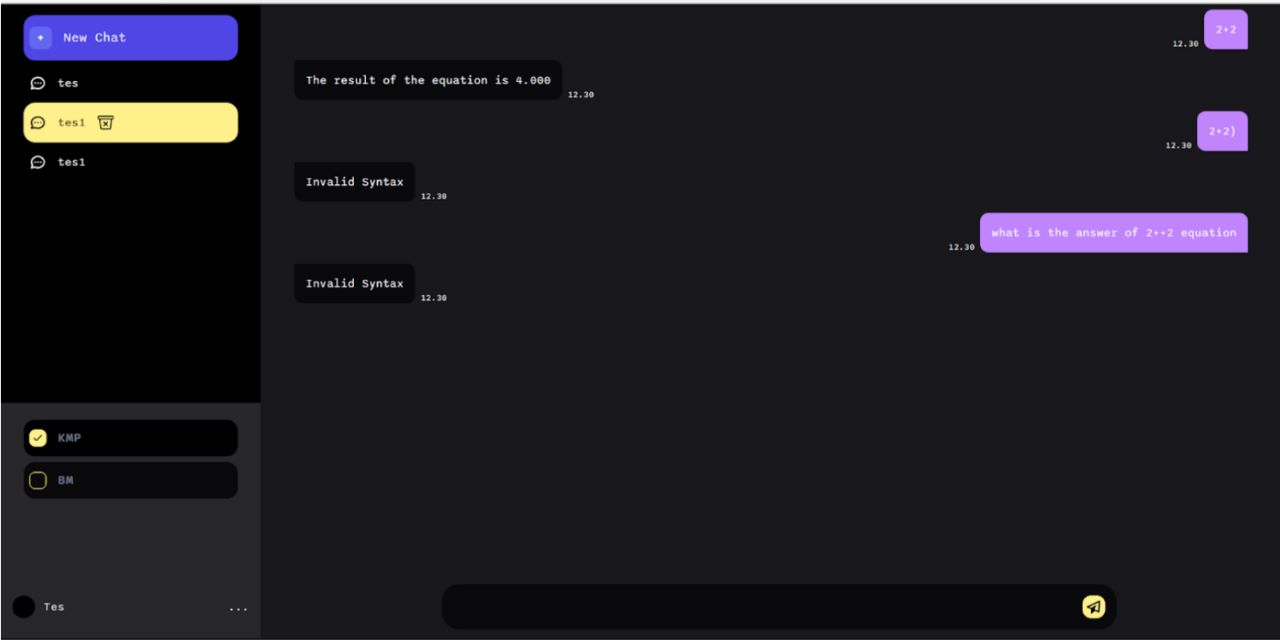 New Chat
tes
tes1
tes1
KMP
BM
Tes
...
2+2
12.30
The result of the equation is 4.000
12.30
2+2)
12.30
Invalid Syntax
12.30
what is the answer of 2++2 equation
12.30
Invalid Syntax
12.30